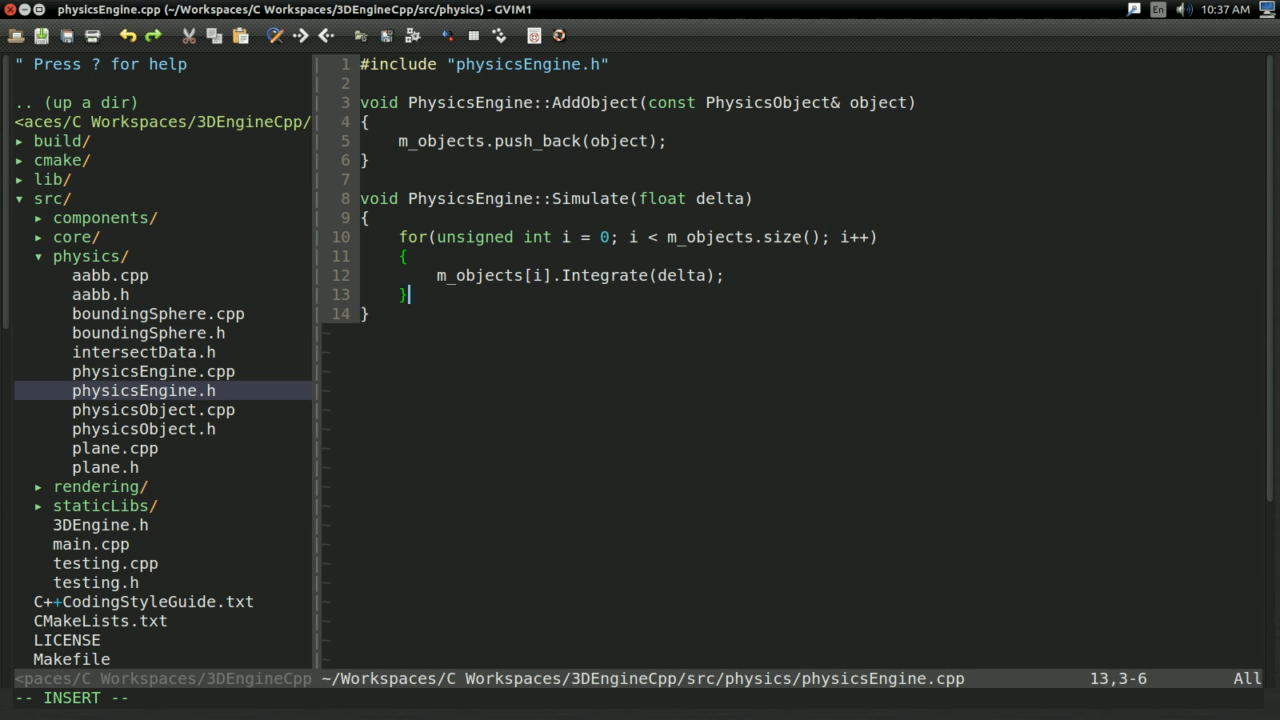 physicsEngine.cpp (~/Workspaces/C Workspaces/3DEngineCpp/src/physics) - GVIM1
En
10:37 AM
" Press ? for help
.. (up a dir)
<aces/C Workspaces/3DEngineCpp/
▸ build/
▸ cmake/
▸ lib/
▾ src/
▸ components/
▸ core/
▾ physics/
aabb.cpp
aabb.h
boundingSphere.cpp
boundingSphere.h
intersectData.h
physicsEngine.cpp
physicsEngine.h
physicsObject.cpp
physicsObject.h
plane.cpp
plane.h
▸ rendering/
▸ staticLibs/
3DEngine.h
main.cpp
testing.cpp
testing.h
C++CodingStyleGuide.txt
CMakeLists.txt
LICENSE
Makefile
<paces/C Workspaces/3DEngineCpp
1 #include "physicsEngine.h"
2
3 void PhysicsEngine::AddObject(const PhysicsObject& object)
4 {
5     m_objects.push_back(object);
6 }
7
8 void PhysicsEngine::Simulate(float delta)
9 {
10     for(unsigned int i = 0; i < m_objects.size(); i++)
11     {
12         m_objects[i].Integrate(delta);
13     }
14 }
~/Workspaces/C Workspaces/3DEngineCpp/src/physics/physicsEngine.cpp 13,3-6 All
-- INSERT --